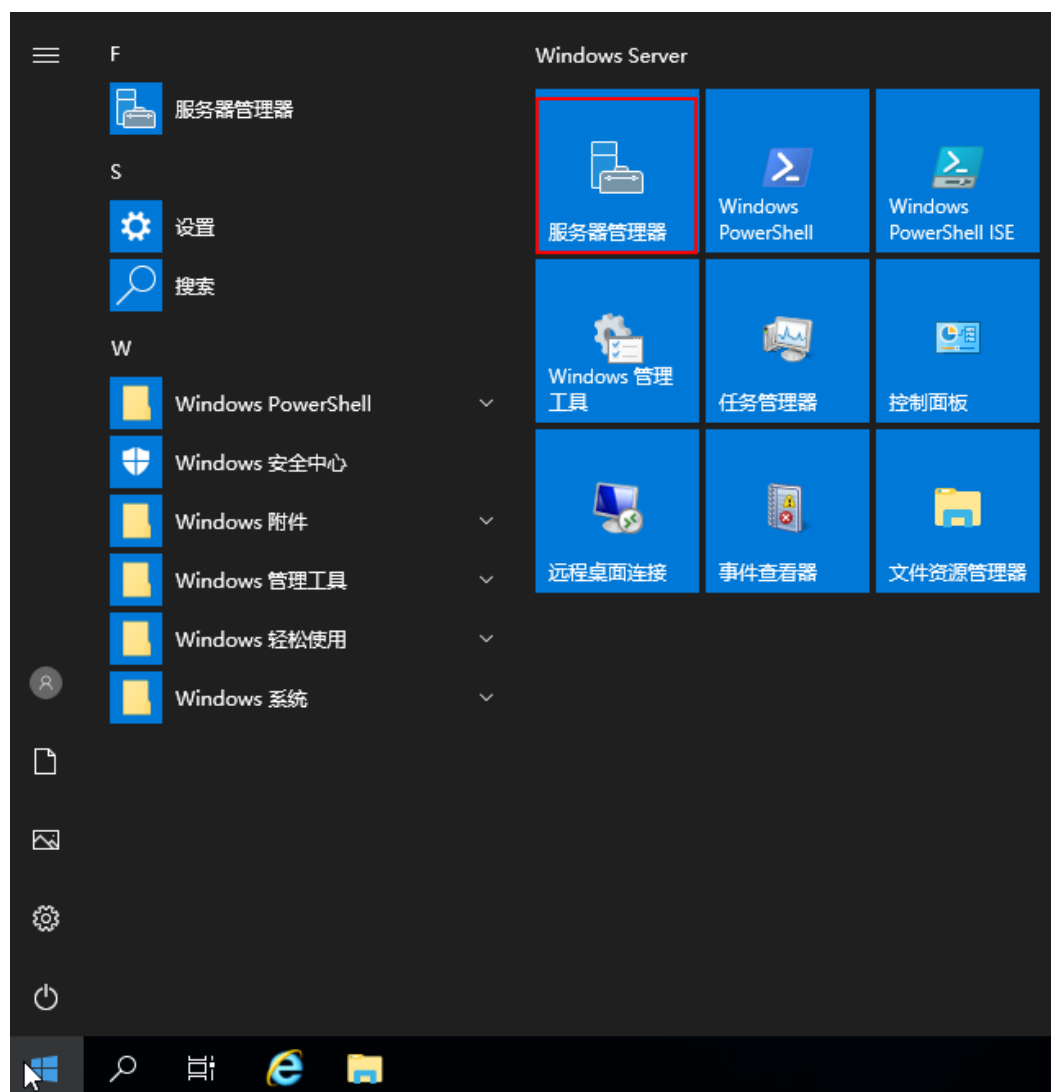 F
服务器管理器
S
设置
搜索
W
Windows PowerShell
Windows 安全中心
Windows 附件
Windows 管理工具
Windows 轻松使用
Windows 系统
Windows Server
服务器管理器
Windows
PowerShell
Windows
PowerShell ISE
Windows 管理
工具
任务管理器
控制面板
远程桌面连接
事件查看器
文件资源管理器